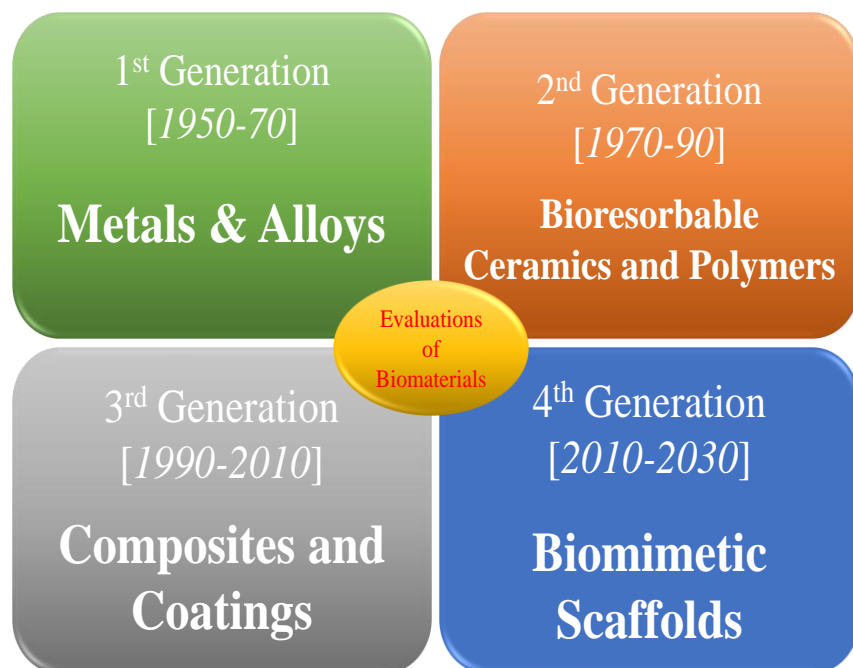 1st Generation
[1950-70]
Metals & Alloys
2nd Generation
[1970-90]
Bioresorbable
Ceramics and Polymers
Evaluations
of
Biomaterials
3rd Generation
[1990-2010]
Composites and
Coatings
4th Generation
[2010-2030]
Biomimetic
Scaffolds